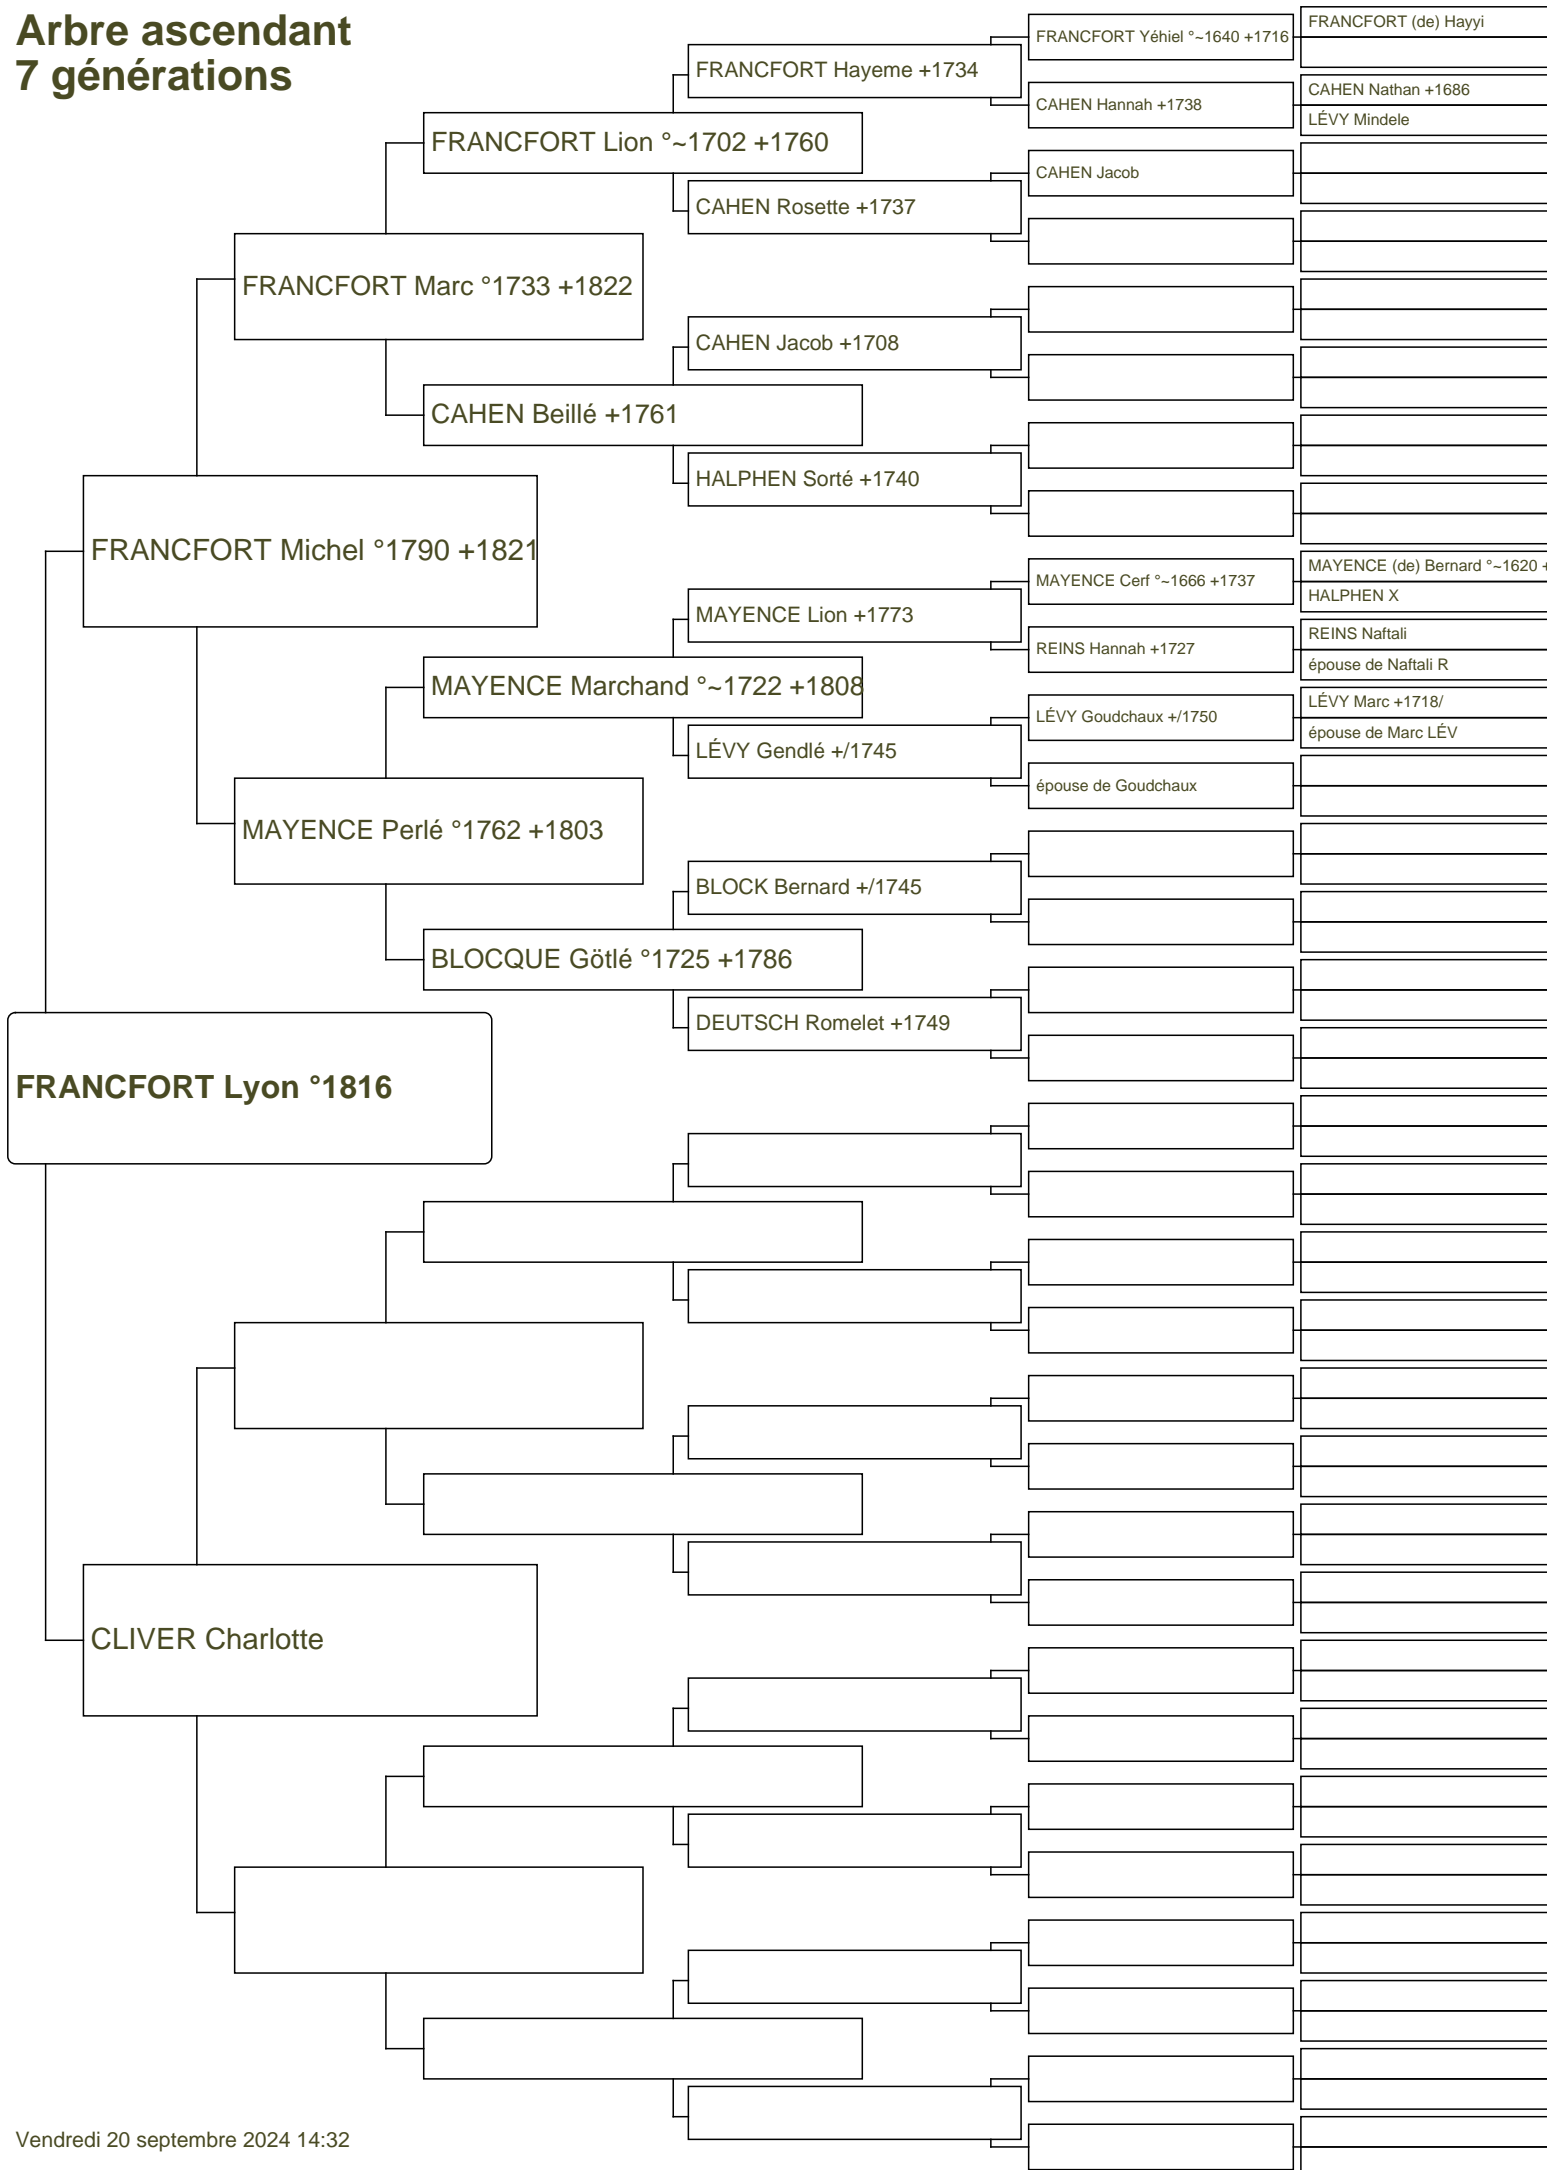 Arbre ascendant
7 générations
FRANCFORT Lyon °1816
FRANCFORT Michel °1790 +1821
CLIVER Charlotte
FRANCFORT Marc °1733 +1822
MAYENCE Perlé °1762 +1803
FRANCFORT Lion °~1702 +1760
CAHEN Beillé +1761
MAYENCE Marchand °~1722 +1808
BLOCQUE Götlé °1725 +1786
FRANCFORT Hayeme +1734
CAHEN Rosette +1737
CAHEN Jacob +1708
HALPHEN Sorté +1740
MAYENCE Lion +1773
LÉVY Gendlé +/1745
BLOCK Bernard +/1745
DEUTSCH Romelet +1749
FRANCFORT Yéhiel °~1640 +1716
CAHEN Hannah +1738
CAHEN Jacob
MAYENCE Cerf °~1666 +1737
REINS Hannah +1727
LÉVY Goudchaux +/1750
épouse de Goudchaux
FRANCFORT (de) Hayyi
CAHEN Nathan +1686
LÉVY Mindele
MAYENCE (de) Bernard °~1620 +
HALPHEN X
REINS Naftali
épouse de Naftali R
LÉVY Marc +1718/
épouse de Marc LÉV
Vendredi 20 septembre 2024 14:32